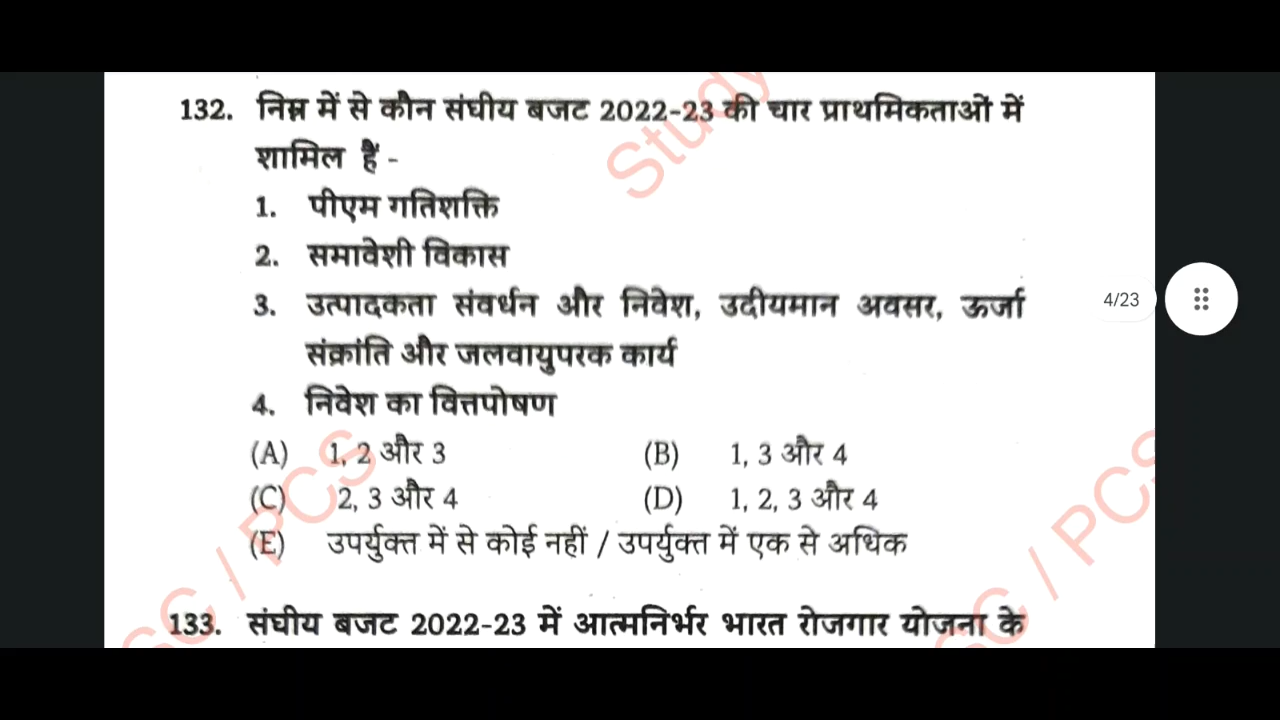 132. निम्न में से कौन संघीय बजट 2022-23 की चार प्राथमिकताओं में
शामिल हैं -
1. पीएम गतिशक्ति
2. समावेशी विकास
3. उत्पादकता संवर्धन और निवेश, उदीयमान अवसर, ऊर्जा
संक्रांति और जलवायुपरक कार्य
4/23
4. निवेश का वित्तपोषण
(A) 1, 2 और 3 (B) 1, 3 और 4
(C) 2, 3 और 4 (D) 1, 2, 3 और 4
(E) उपर्युक्त में से कोई नहीं / उपर्युक्त में एक से अधिक
133. संघीय बजट 2022-23 में आत्मनिर्भर भारत रोजगार योजना के
Study
/ PCS
/ PCS